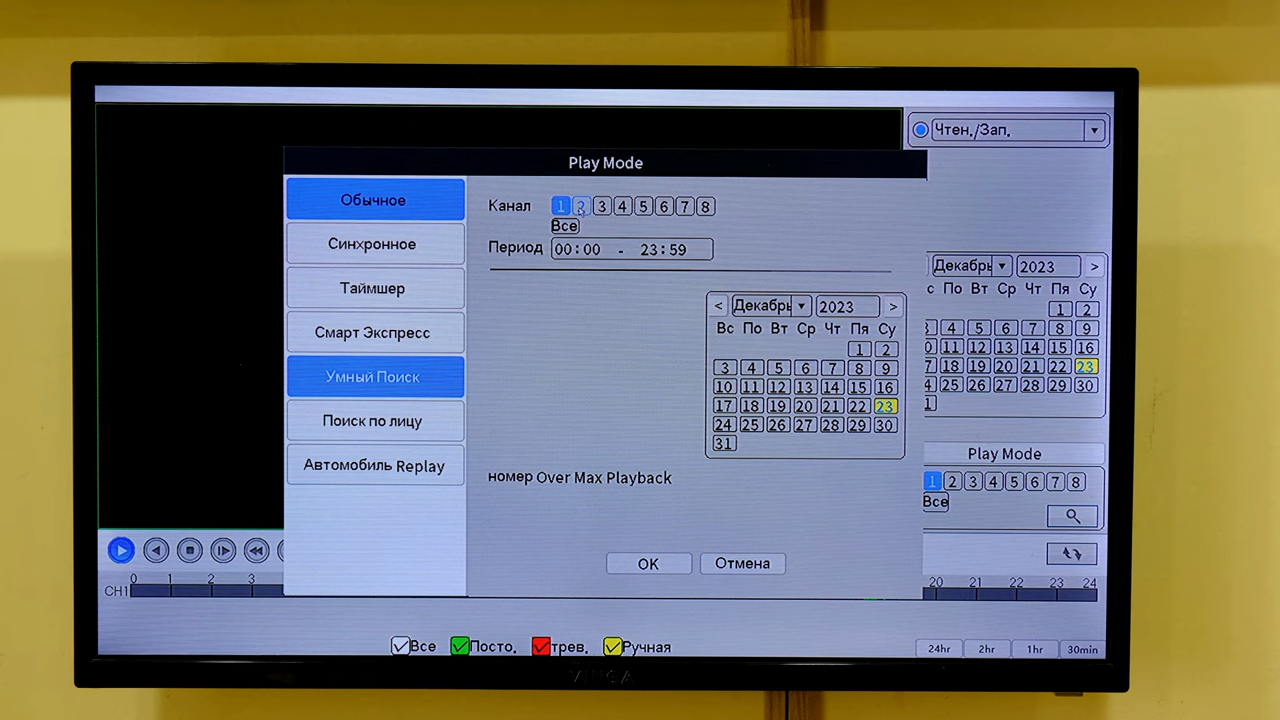 Чтен./Зап.
Play Mode
Обычное
Синхронное
Таймшер
Смарт Экспресс
Умный Поиск
Поиск по лицу
Автомобиль Replay
Канал 1 2 3 4 5 6 7 8
Все
Период 00:00 - 23:59
< Декабрь 2023 >
Вс По Вт Ср Чт Пя Су
1 2
3 4 5 6 7 8 9
10 11 12 13 14 15 16
17 18 19 20 21 22 23
24 25 26 27 28 29 30
31
номер Over Max Playback
OK Отмена
Декабрь 2023 >
с По Вт Ср Чт Пя Су
1 2
4 5 6 7 8 9
0 11 12 13 14 15 16
7 18 19 20 21 22 23
4 25 26 27 28 29 30
1
Play Mode
1 2 3 4 5 6 7 8
Все
0 1 2 3 20 21 22 23 24
CH1
Все Посто. трев. Ручная
24hr 2hr 1hr 30min
VINGA